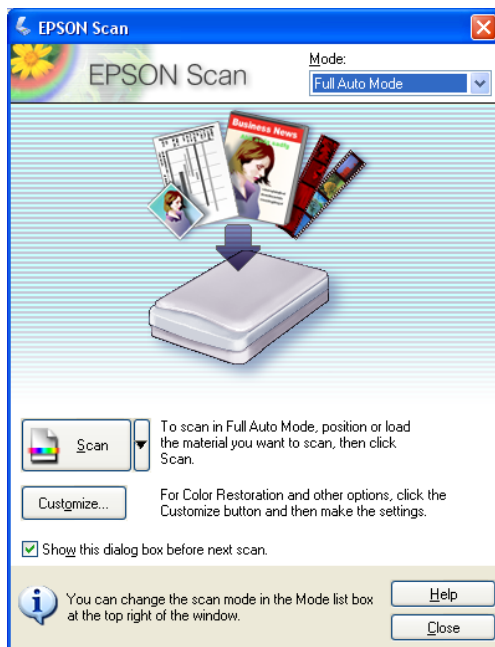 EPSON Scan
EPSON Scan
Mode:
Full Auto Mode
Business News
Scan
To scan in Full Auto Mode, position or load
the material you want to scan, then click
Scan.
Customize...
For Color Restoration and other options, click the
Customize button and then make the settings.
Show this dialog box before next scan.
You can change the scan mode in the Mode list box
at the top right of the window.
Help
Close